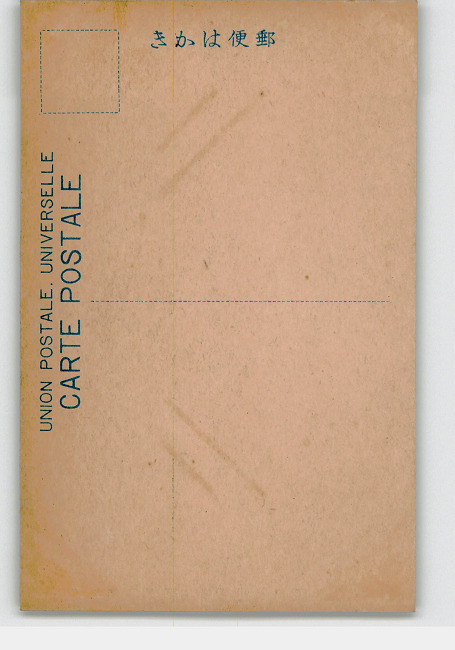 郵便はかき
UNION POSTALE. UNIVERSELLE
CARTE POSTALE